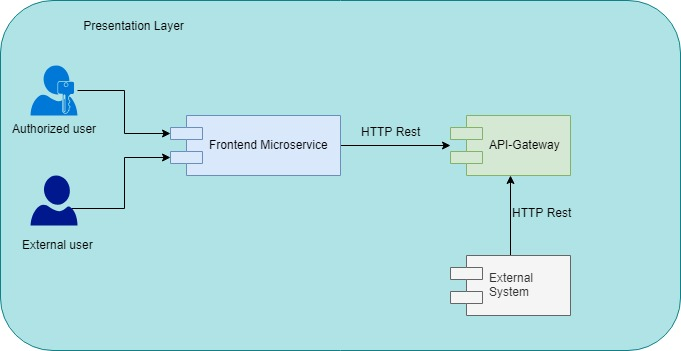 Presentation Layer
Authorized user
Frontend Microservice
HTTP Rest
API-Gateway
External user
HTTP Rest
External
System